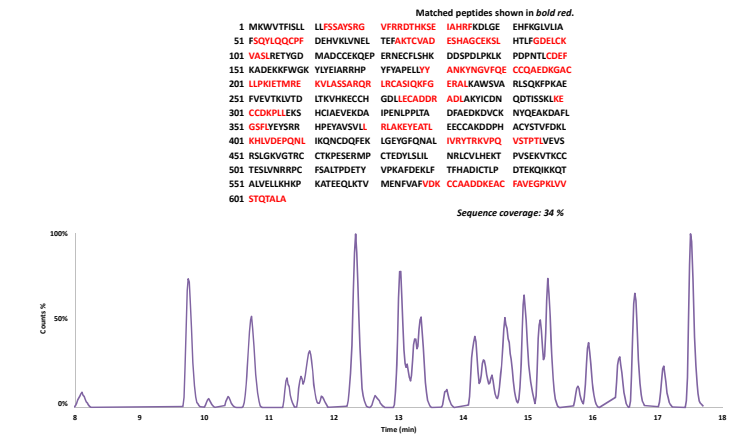 Matched peptides shown in bold red.
1 MKWVTFISLL LLFSSAYSRG VFRRDTHKSE IAHRFKDLGE EHFKGLVLIA
51 FSQYLQQCPF DEHVKLVNEL TEFAKTCVAD ESHAGCEKSL HTLFGDELCK
101 VASLRETYGD MADCCEKQEP ERNECFLSHK DDSPDLPKLK PDPNTLCDEF
151 KADEKKFWGK YLYEIARRHP YFYAPELLYY ANKYNGVFQE CCQAEDKGAC
201 LLPKIETMRE KVLASSARQR LRCASIQKFG ERALKAWSVA RLSQKFPKAE
251 FVEVTKLVTD LTKVHKECCH GDLLECADDR ADLAKYICDN QDTISSKLKE
301 CCDKPLLEKS HCIAEVEKDA IPENLPPLTA DFAEDKDVCK NYQEAKDAFL
351 GSFLYEYSRR HPEYAVSVLL RLAKEYEATL EECCAKDDPH ACYSTVFDKL
401 KHLVDEPQNL IKQNCDQFEK LGEYGFQNAL IVRYTRKVPQ VSTPTLVEVS
451 RSLGKVGTRC CTKPESERMP CTEDYLSLIL NRLCVLHEKT PVSEKVTKCC
501 TESLVNRRPC FSALTPDETY VPKAFDEKLF TFHADICTLP DTEKQIKKQT
551 ALVELLKHKP KATEEQLKTV MENFVAFVDK CCAADDKEAC FAVEGPKLVV
601 STQTALA
Sequence coverage: 34 %
100%
50%
0%
Counts %
8 9 10 11 12 13 14 15 16 17 18
Time (min)